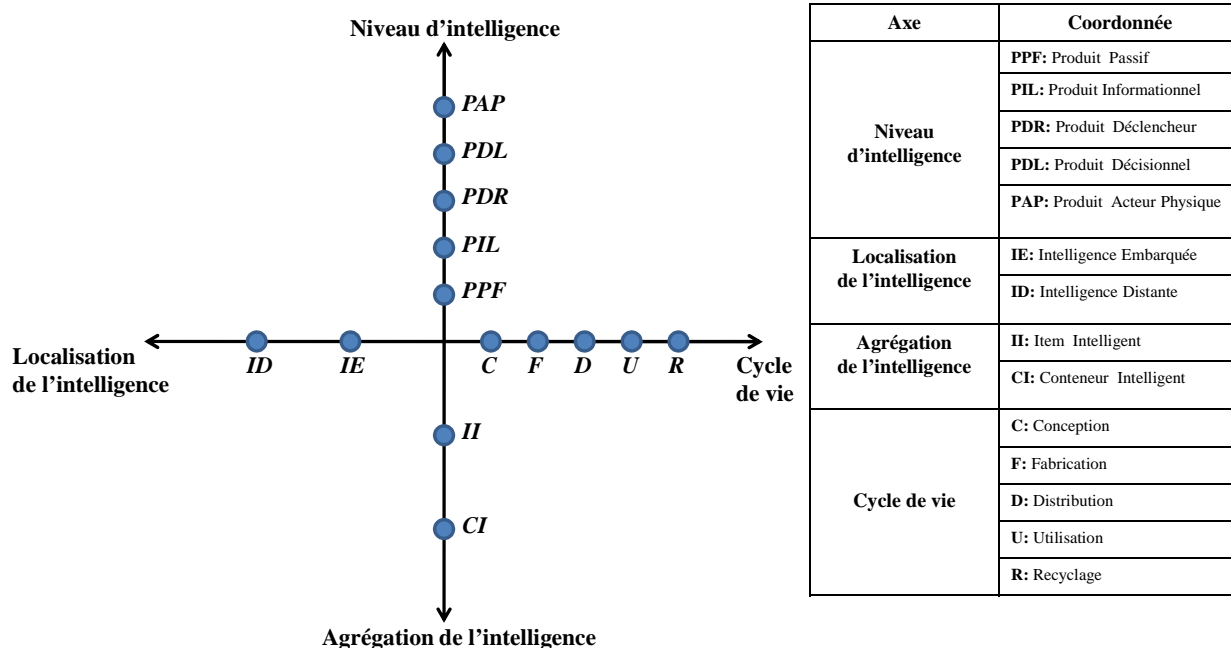 Niveau d'intelligence
PAP
PDL
PDR
PIL
PPF
Localisation
de l'intelligence
ID
IE
C
F
D
U
R
Cycle
de vie
II
CI
Agrégation de l'intelligence
Axe
Coordonnée
Niveau
d'intelligence
PPF: Produit Passif
PIL: Produit Informationnel
PDR: Produit Déclencheur
PDL: Produit Décisionnel
PAP: Produit Acteur Physique
Localisation
de l'intelligence
IE: Intelligence Embarquée
ID: Intelligence Distante
Agrégation
de l'intelligence
II: Item Intelligent
CI: Conteneur Intelligent
Cycle de vie
C: Conception
F: Fabrication
D: Distribution
U: Utilisation
R: Recyclage